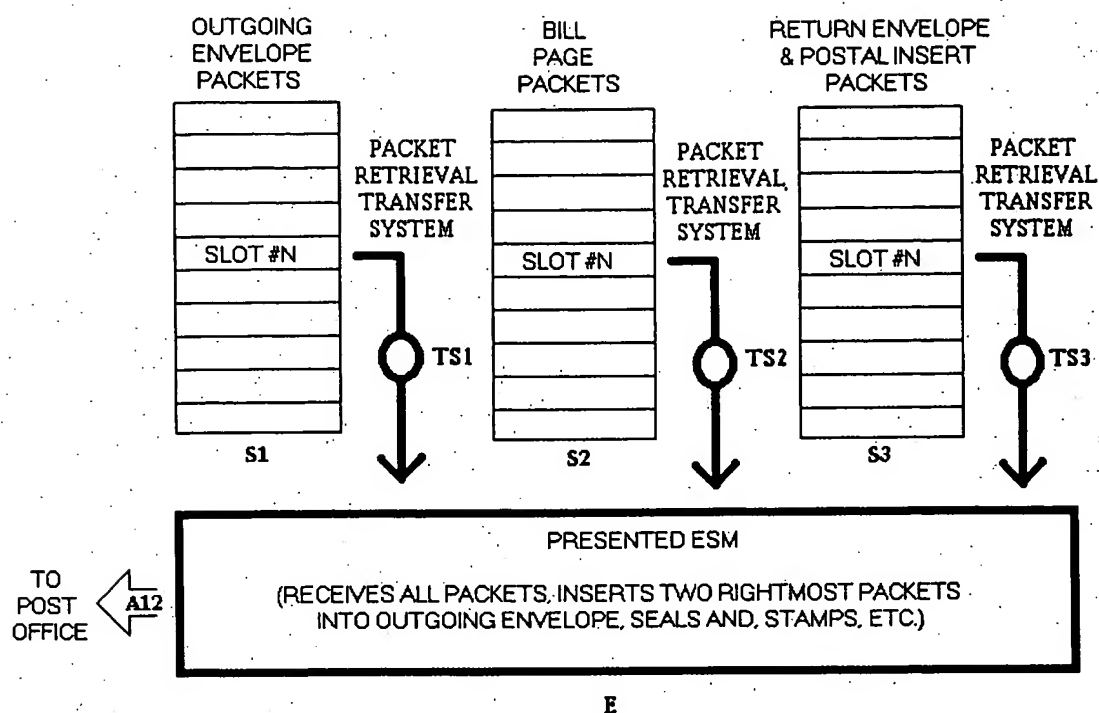 OUTGOING
ENVELOPE
PACKETS
BILL
PAGE
PACKETS
RETURN ENVELOPE
& POSTAL INSERT
PACKETS
PACKET
RETRIEVAL
TRANSFER
SYSTEM
PACKET
RETRIEVAL
TRANSFER
SYSTEM
PACKET
RETRIEVAL
TRANSFER
SYSTEM
SLOT #N
SLOT #N
SLOT #N
TS1
TS2
TS3
S1
S2
S3
PRESENTED ESM
(RECEIVES ALL PACKETS, INSERTS TWO RIGHTMOST PACKETS
INTO OUTGOING ENVELOPE, SEALS AND, STAMPS, ETC.)
TO
POST
OFFICE
A12
E